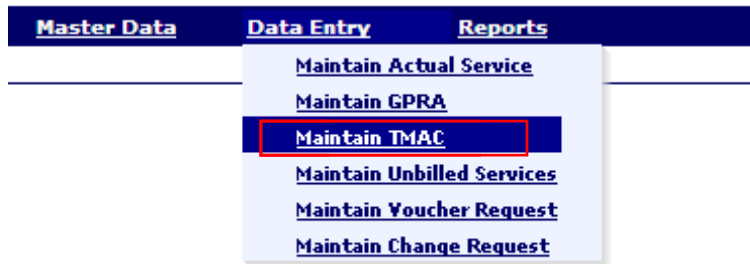 Master Data Data Entry Reports
Maintain Actual Service
Maintain GPRA
Maintain TMAC
Maintain Unbilled Services
Maintain Voucher Request
Maintain Change Request